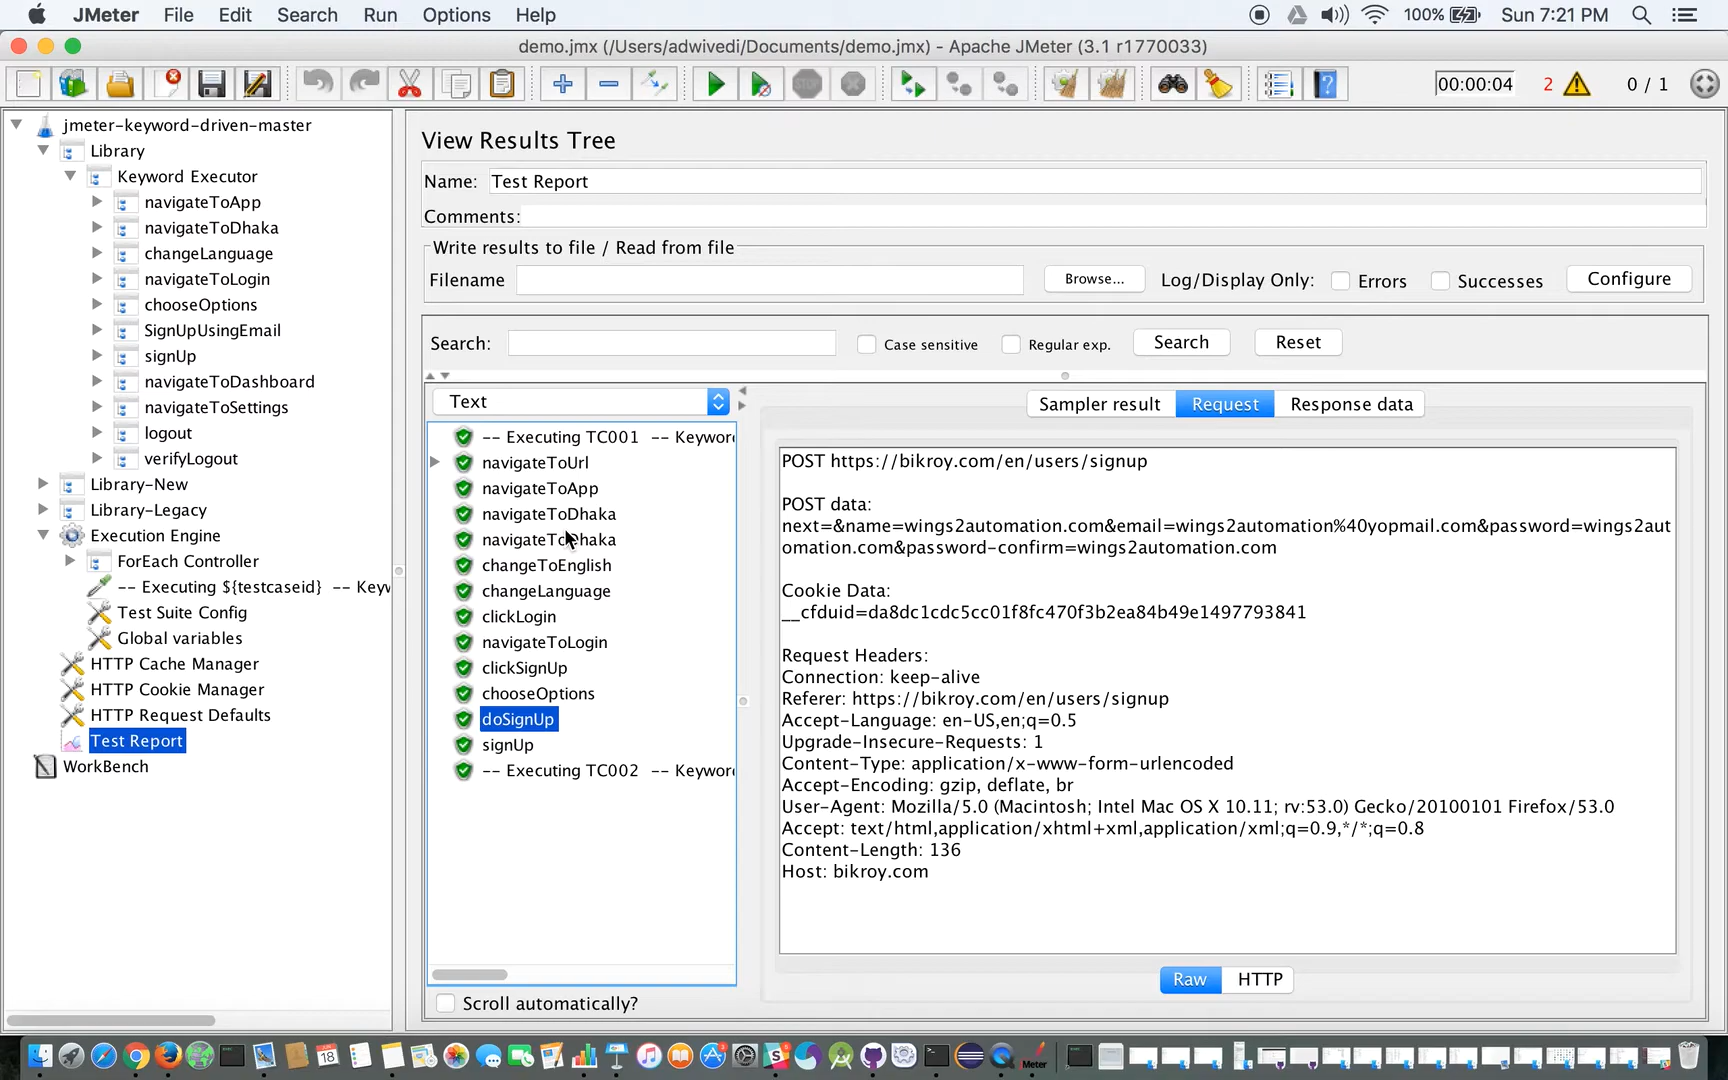 JMeter File Edit Search Run Options Help 100% Sun 7:21 PM
demo.jmx (/Users/adwivedi/Documents/demo.jmx) - Apache JMeter (3.1 r1770033)
STOP 00:00:04 2 0 / 1
jmeter-keyword-driven-master
Library
Keyword Executor
navigateToApp
navigateToDhaka
changeLanguage
navigateToLogin
chooseOptions
SignUpUsingEmail
signUp
navigateToDashboard
navigateToSettings
logout
verifyLogout
Library-New
Library-Legacy
Execution Engine
ForEach Controller
-- Executing ${testcaseid} -- Keyw
Test Suite Config
Global variables
HTTP Cache Manager
HTTP Cookie Manager
HTTP Request Defaults
Test Report
WorkBench
View Results Tree
Name: Test Report
Comments:
Write results to file / Read from file
Filename Browse... Log/Display Only: Errors Successes Configure
Search: Case sensitive Regular exp. Search Reset
Text
-- Executing TC001 -- Keyword
navigateToUrl
navigateToApp
navigateToDhaka
navigateToDhaka
changeToEnglish
changeLanguage
clickLogin
navigateToLogin
clickSignUp
chooseOptions
doSignUp
signUp
-- Executing TC002 -- Keyword
Scroll automatically?
Sampler result Request Response data
POST https://bikroy.com/en/users/signup
POST data:
next=&name=wings2automation.com&email=wings2automation%40yopmail.com&password=wings2aut
omation.com&password-confirm=wings2automation.com
Cookie Data:
__cfduid=da8dc1cdc5cc01f8fc470f3b2ea84b49e1497793841
Request Headers:
Connection: keep-alive
Referer: https://bikroy.com/en/users/signup
Accept-Language: en-US,en;q=0.5
Upgrade-Insecure-Requests: 1
Content-Type: application/x-www-form-urlencoded
Accept-Encoding: gzip, deflate, br
User-Agent: Mozilla/5.0 (Macintosh; Intel Mac OS X 10.11; rv:53.0) Gecko/20100101 Firefox/53.0
Accept: text/html,application/xhtml+xml,application/xml;q=0.9,*/*;q=0.8
Content-Length: 136
Host: bikroy.com
Raw HTTP
18
Meter